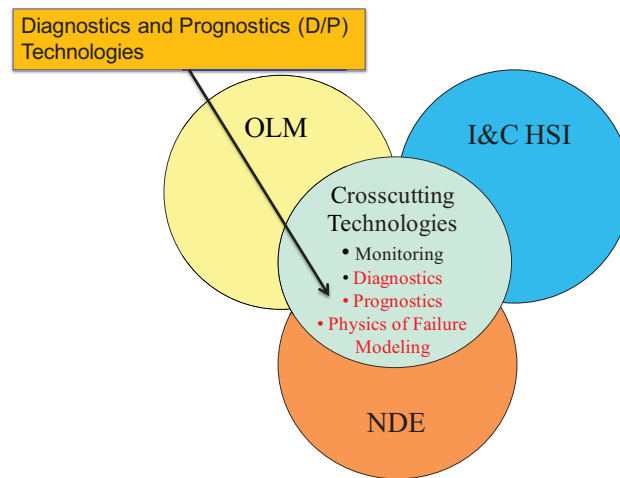 Diagnostics and Prognostics (D/P)
Technologies
OLM
I&C HSI
Crosscutting
Technologies
• Monitoring
• Diagnostics
• Prognostics
• Physics of Failure
Modeling
NDE